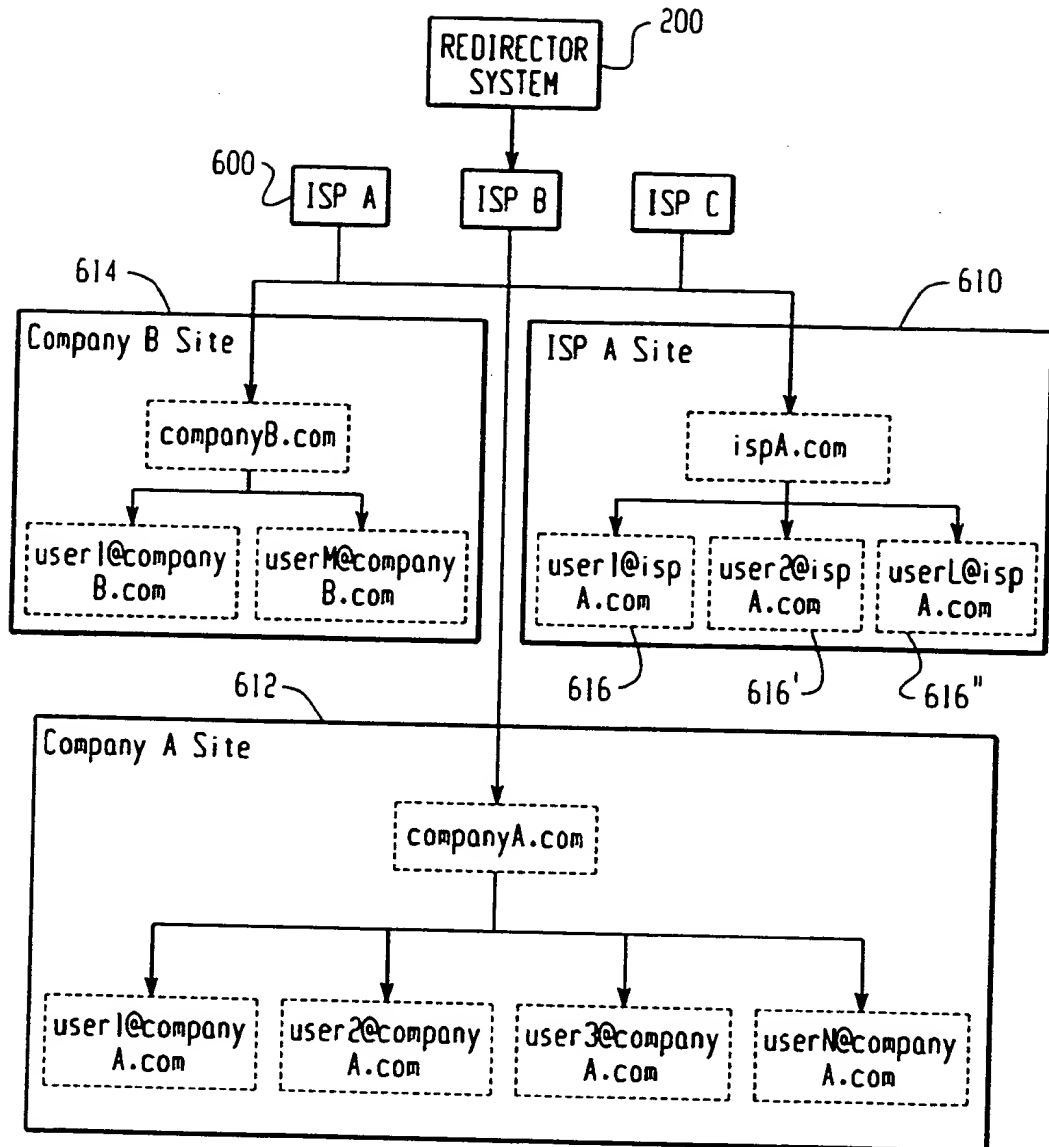 200
REDIRECTOR
SYSTEM
600
ISP A
ISP B
ISP C
614
610
Company B Site
ISP A Site
companyB.com
ispA.com
user1@company
B.com
userM@company
B.com
user1@isp
A.com
user2@isp
A.com
userL@isp
A.com
616
616'
616"
612
Company A Site
companyA.com
user1@company
A.com
user2@company
A.com
user3@company
A.com
userN@company
A.com